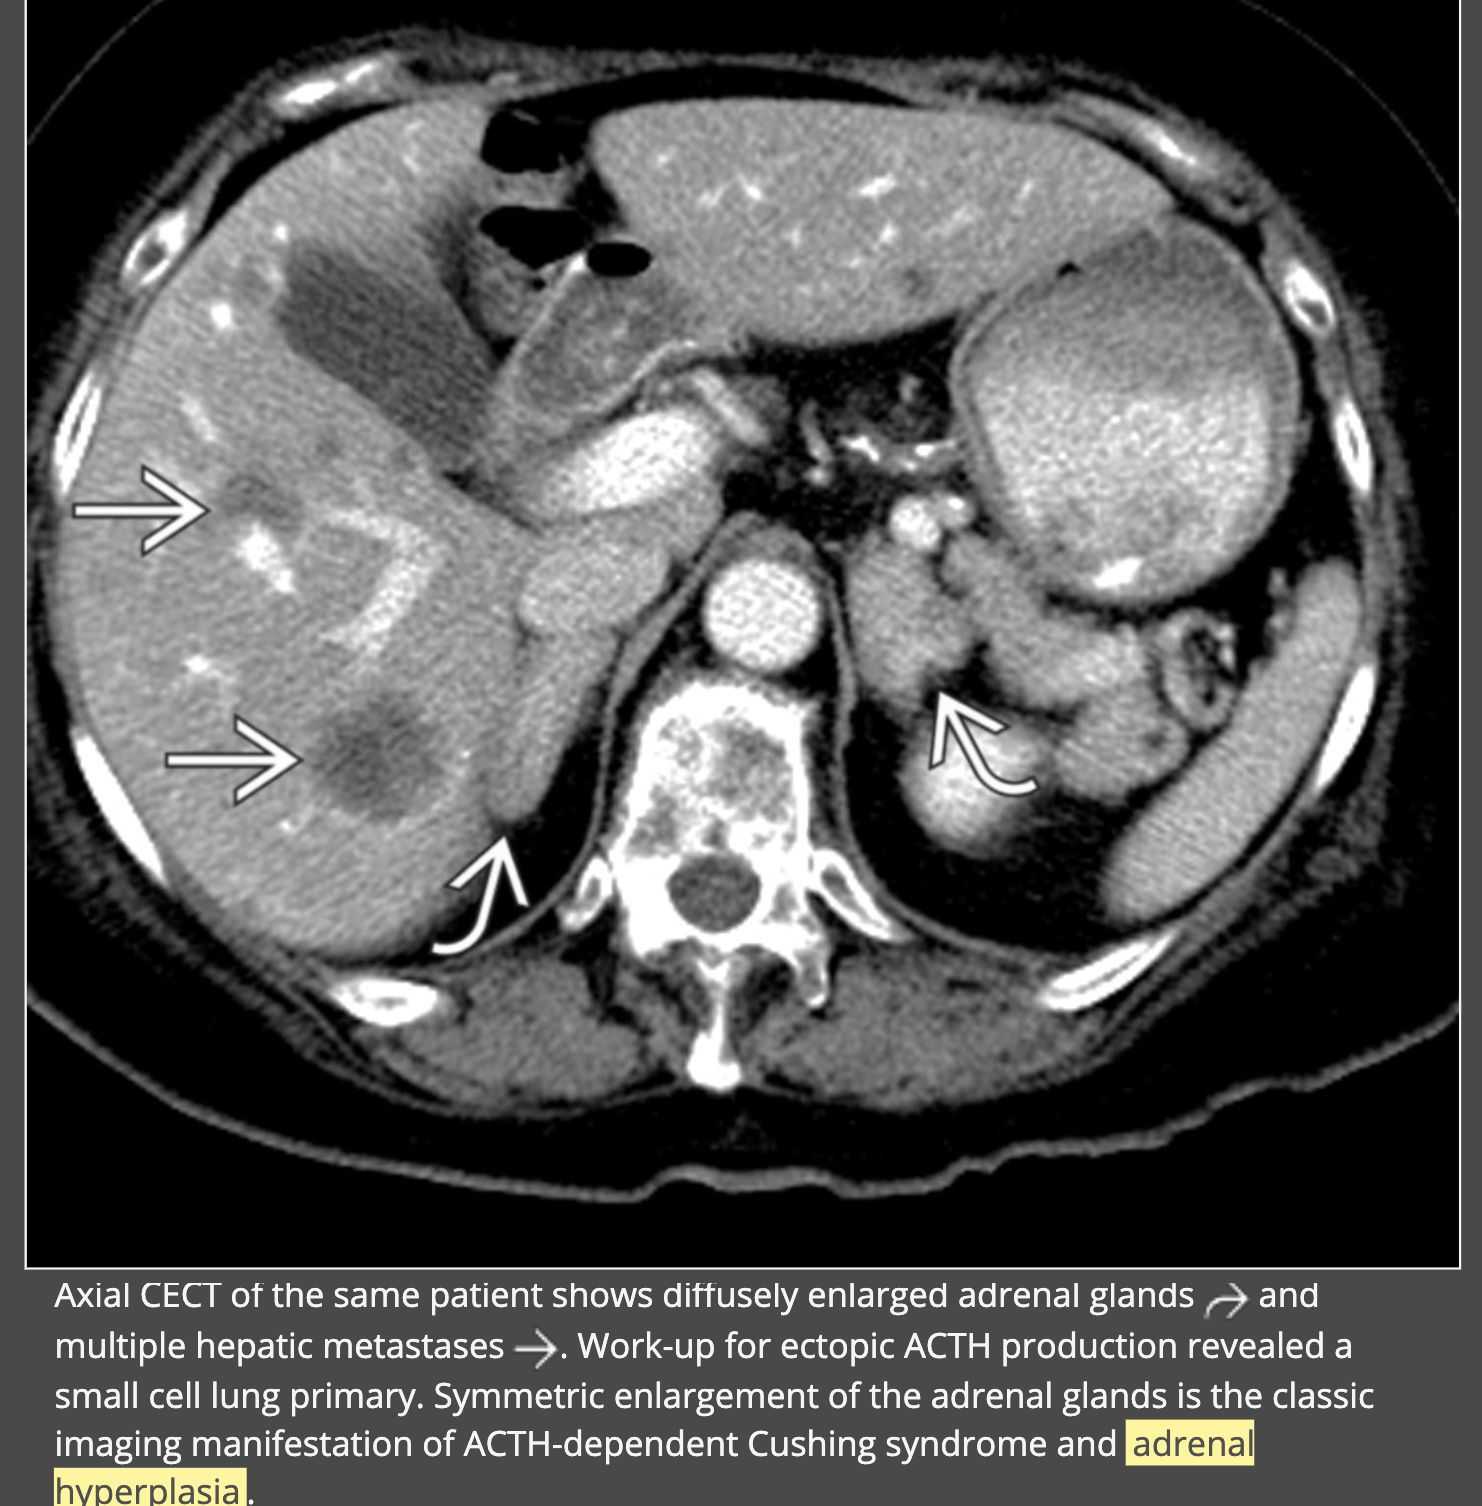 Axial CECT of the same patient shows diffusely enlarged adrenal glands and
multiple hepatic metastases . Work-up for ectopic ACTH production revealed a
small cell lung primary. Symmetric enlargement of the adrenal glands is the classic
imaging manifestation of ACTH-dependent Cushing syndrome and adrenal
hyperplasia.